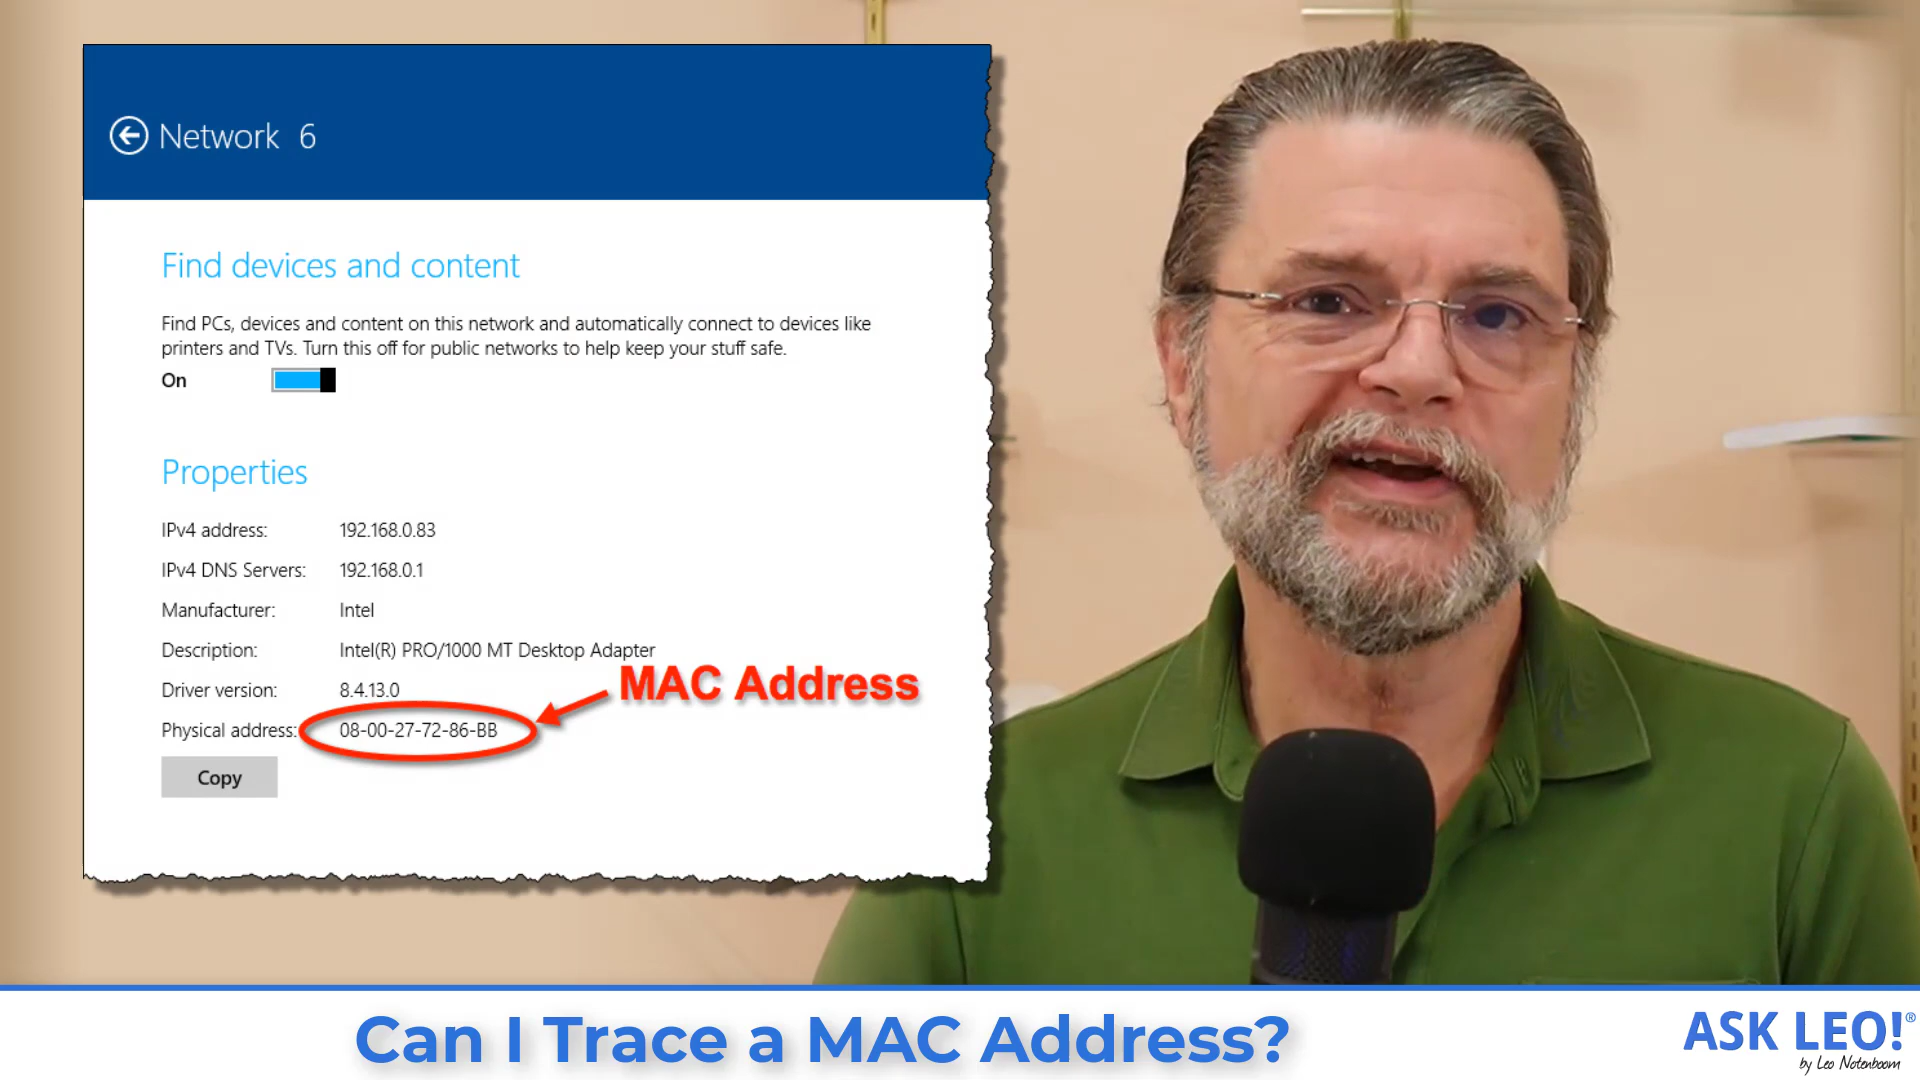 Network 6
Find devices and content
Find PCs, devices and content on this network and automatically connect to devices like
printers and TVs. Turn this off for public networks to help keep your stuff safe.
On
Properties
IPv4 address: 192.168.0.83
IPv4 DNS Servers: 192.168.0.1
Manufacturer: Intel
Description: Intel(R) PRO/1000 MT Desktop Adapter
MAC Address
Driver version: 8.4.13.0
Physical address: 08-00-27-72-86-BB
Copy
Can I Trace a MAC Address?
ASK LEO!®
by Leo Notenboom